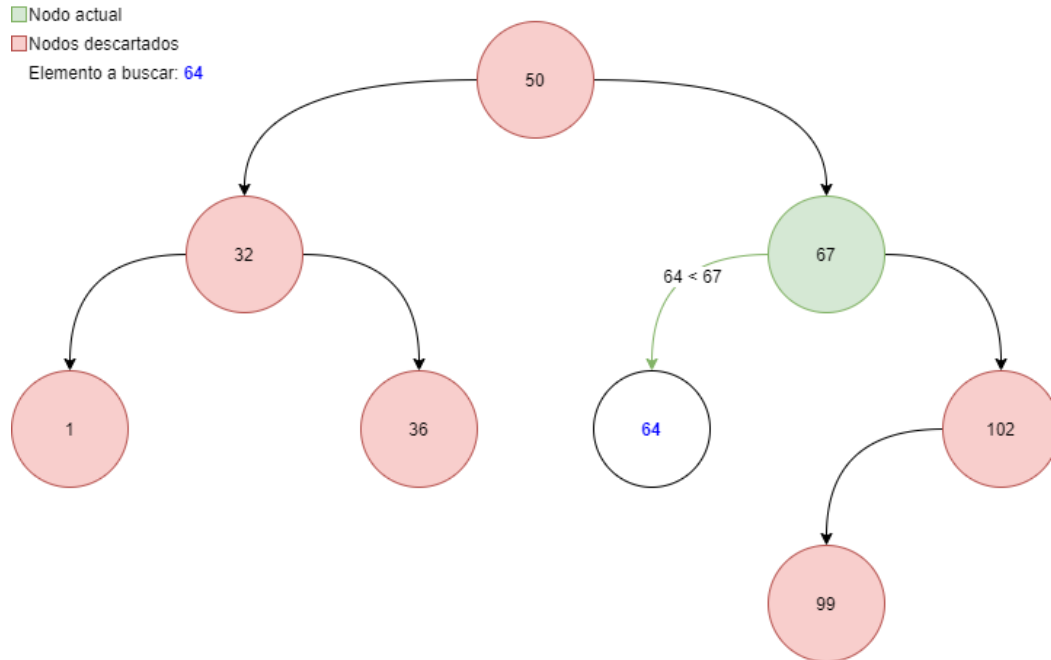 Nodo actual
Nodos descartados
Elemento a buscar: 64
50
32
67
64 < 67
1
36
64
102
99